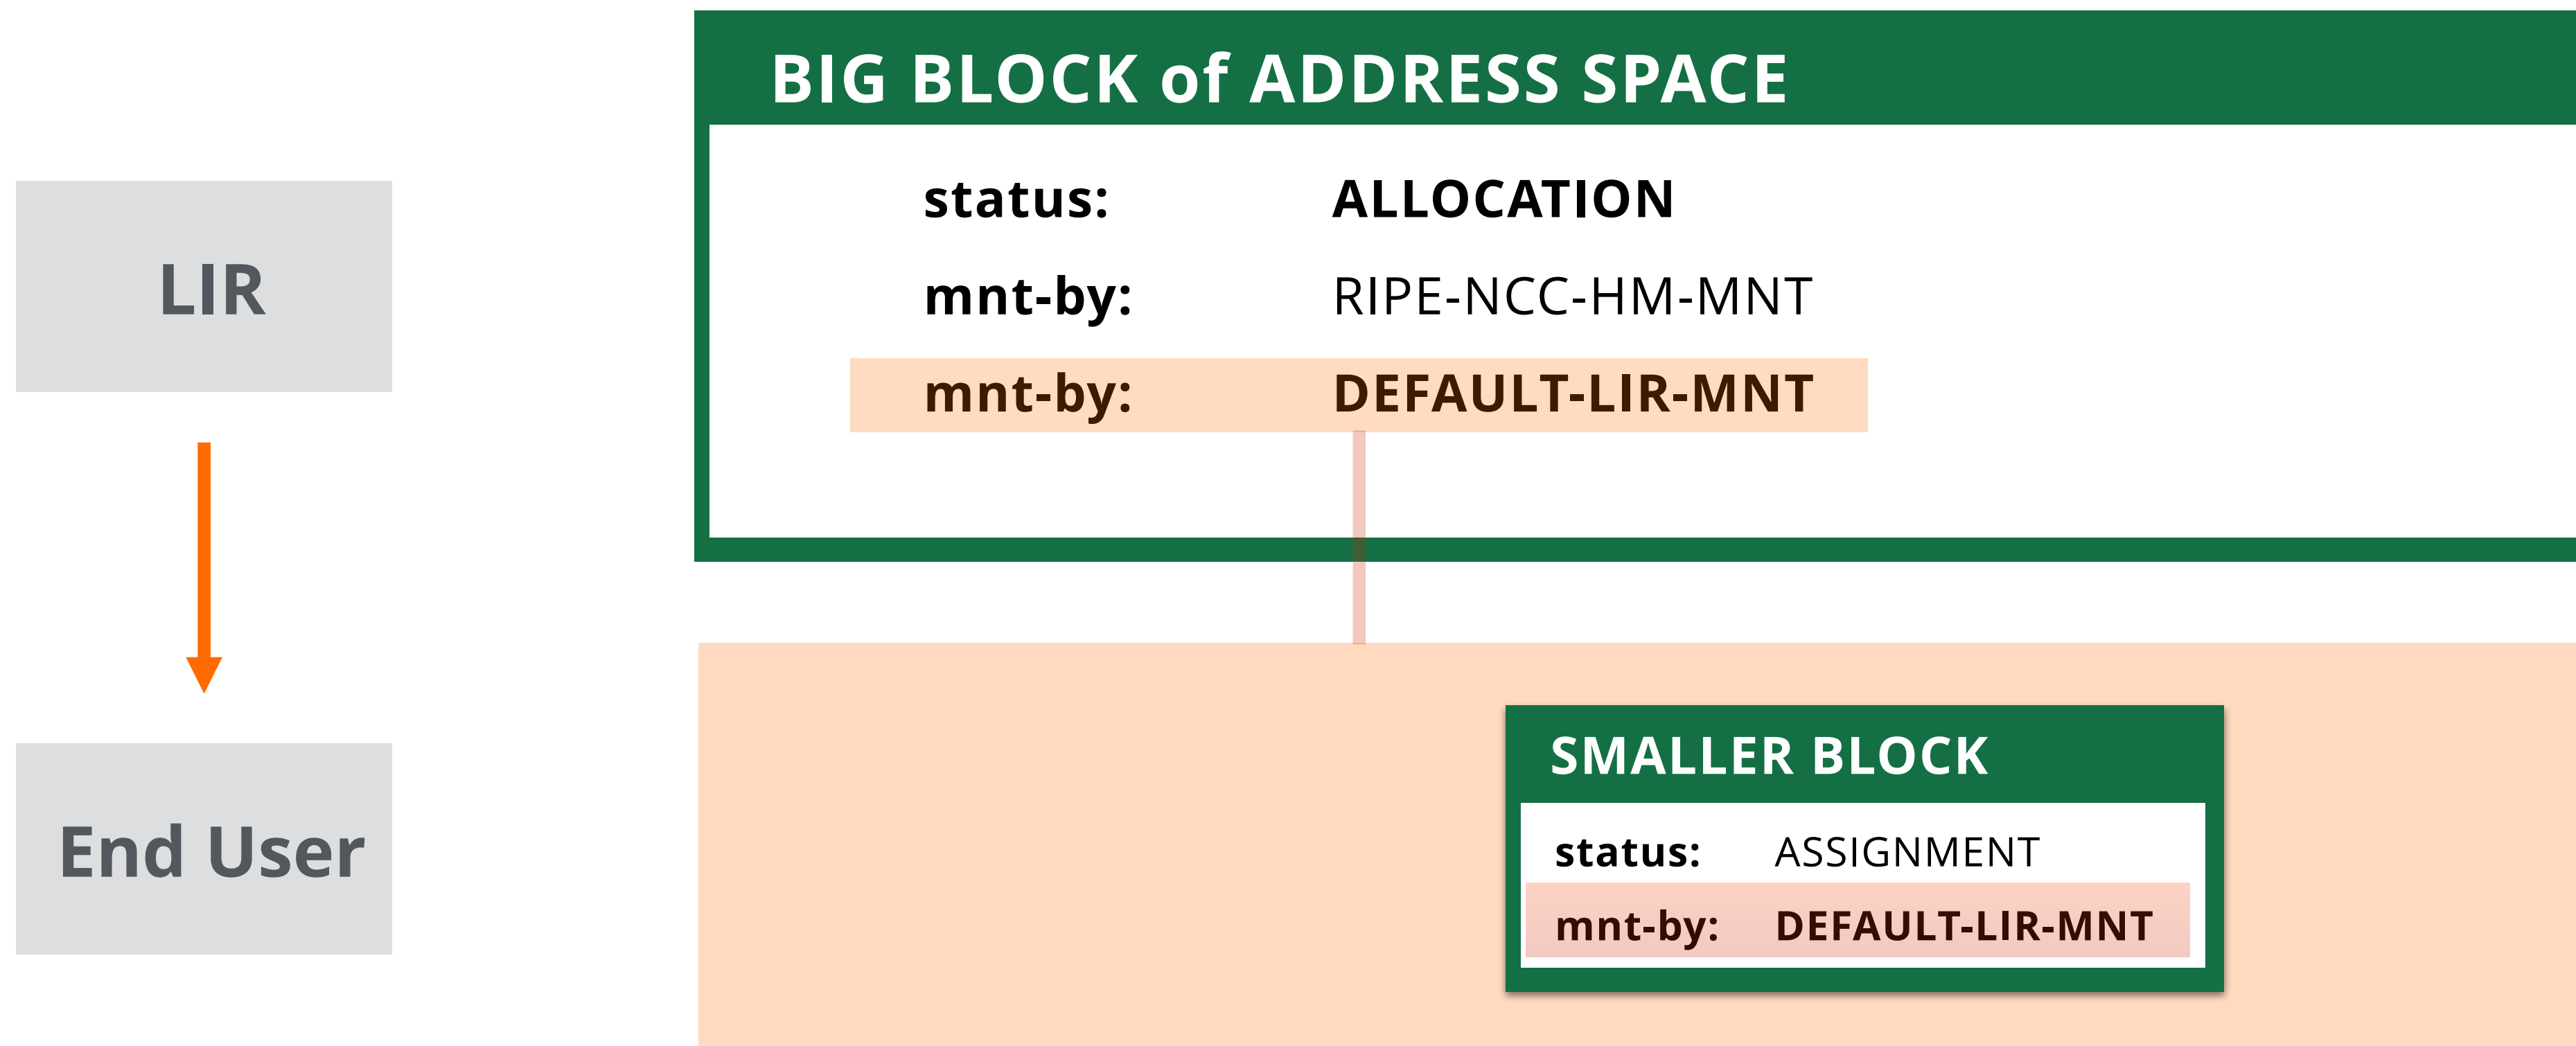 LIR
End User
BIG BLOCK of ADDRESS SPACE
status: ALLOCATION
mnt-by: RIPE-NCC-HM-MNT
mnt-by: DEFAULT-LIR-MNT
SMALLER BLOCK
status: ASSIGNMENT
mnt-by: DEFAULT-LIR-MNT